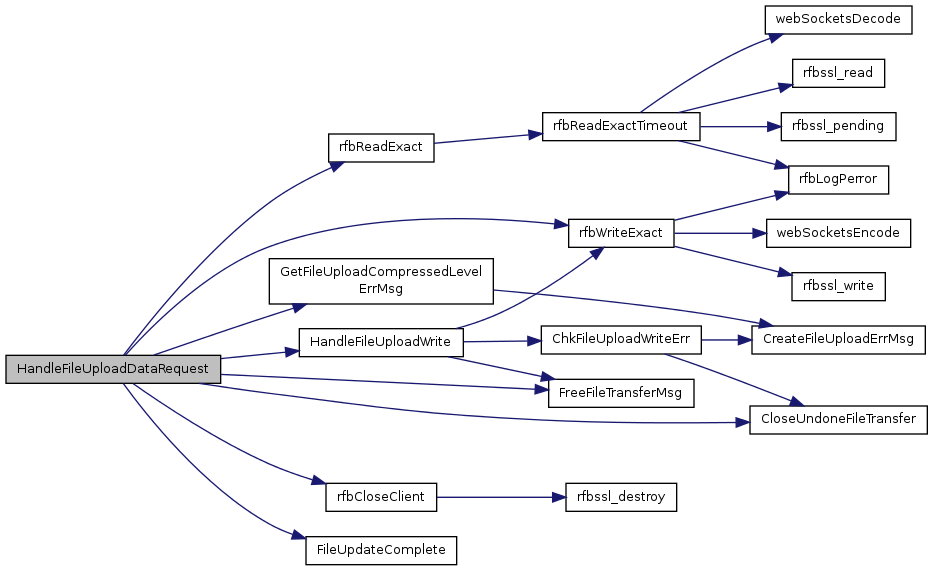 webSocketsDecode
rfbssl_read
rfbReadExactTimeout
rfbssl_pending
rfbReadExact
rfbLogPerror
rfbWriteExact
webSocketsEncode
GetFileUploadCompressedLevel
ErrMsg
rfbssl_write
HandleFileUploadWrite
ChkFileUploadWriteErr
CreateFileUploadErrMsg
HandleFileUploadDataRequest
FreeFileTransferMsg
CloseUndoneFileTransfer
rfbCloseClient
rfbssl_destroy
FileUpdateComplete